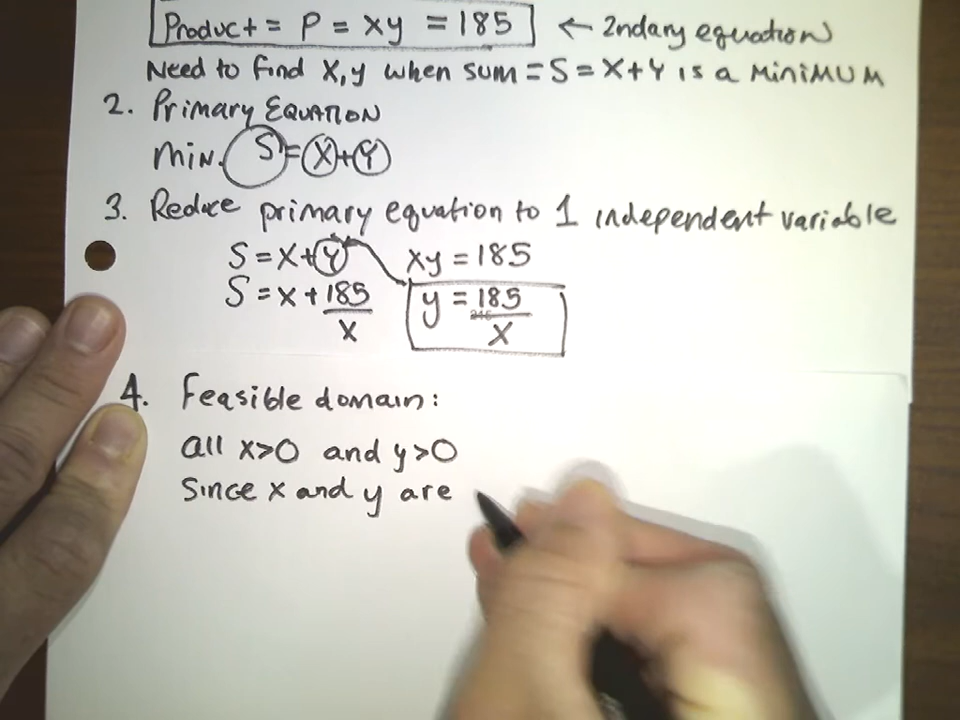 Product = P = xy = 185 ← 2ndary equation
Need to find x, y when sum = S = x + y is a minimum
2. Primary Equation
min. S = x + y
3. Reduce primary equation to 1 independent variable
S = x + y xy = 185
S = x + 185/x y = 185/x
4. Feasible domain:
all x>0 and y>0
since x and y are